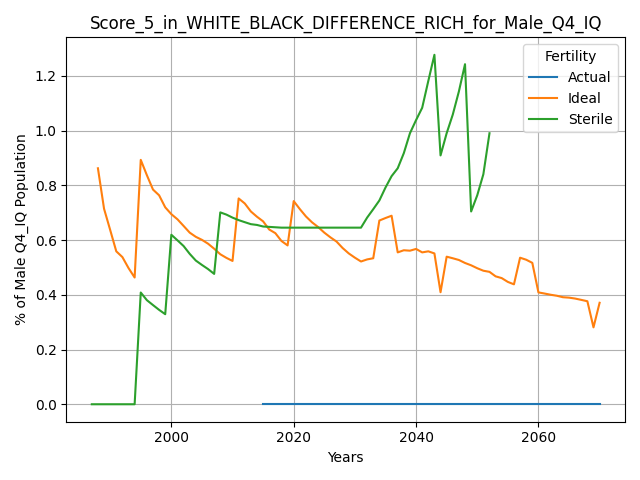 Score_5_in_WHITE_BLACK_DIFFERENCE_RICH_for_Male_Q4_IQ
Fertility
Actual
Ideal
Sterile
% of Male Q4_IQ Population
1.2
1.0
0.8
0.6
0.4
0.2
0.0
2000
2020
2040
2060
Years